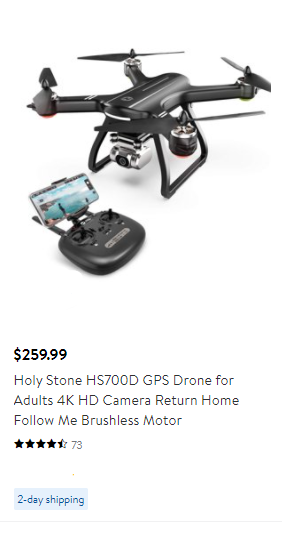 $259.99
Holy Stone HS700D GPS Drone for
Adults 4K HD Camera Return Home
Follow Me Brushless Motor
73
2-day shipping